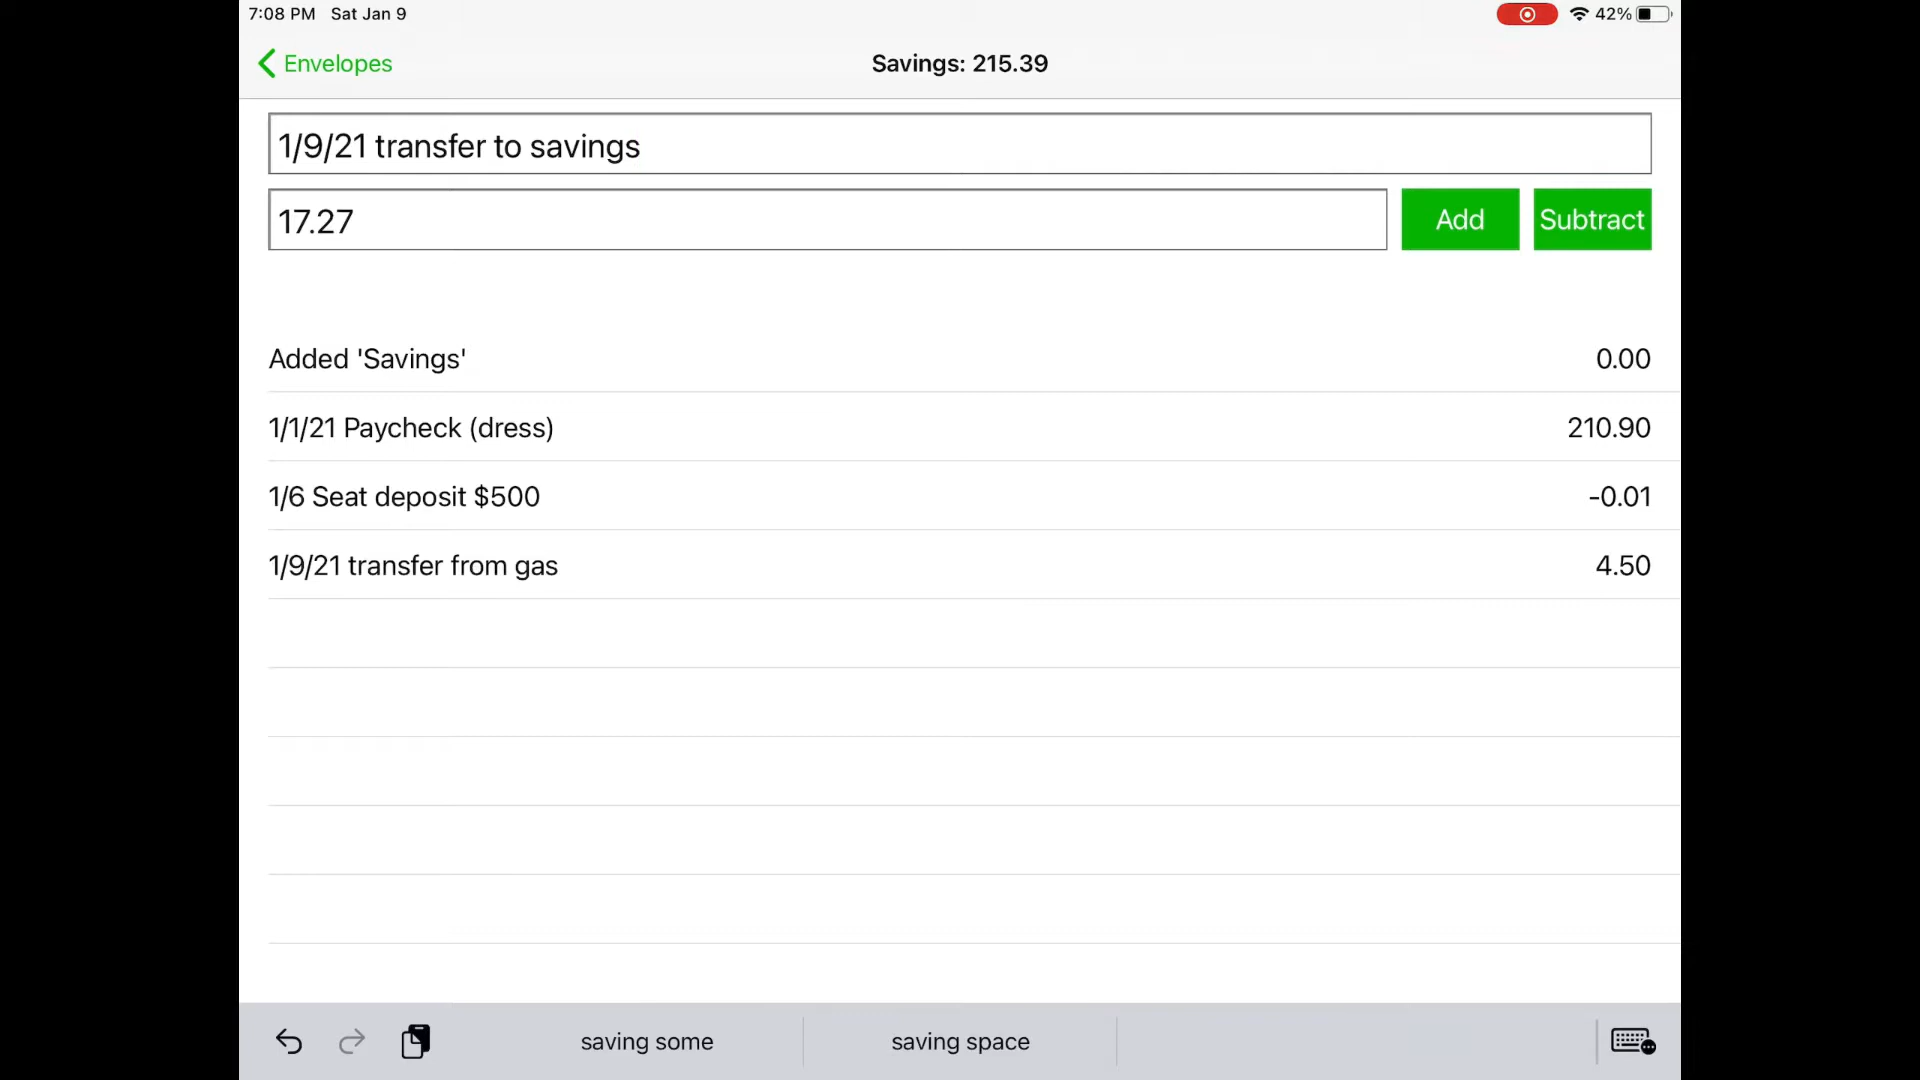 7:08 PM Sat Jan 9 42%
Envelopes Savings: 215.39
1/9/21 transfer to savings
17.27 Add Subtract
Added 'Savings' 0.00
1/1/21 Paycheck (dress) 210.90
1/6 Seat deposit $500 -0.01
1/9/21 transfer from gas 4.50
saving some saving space